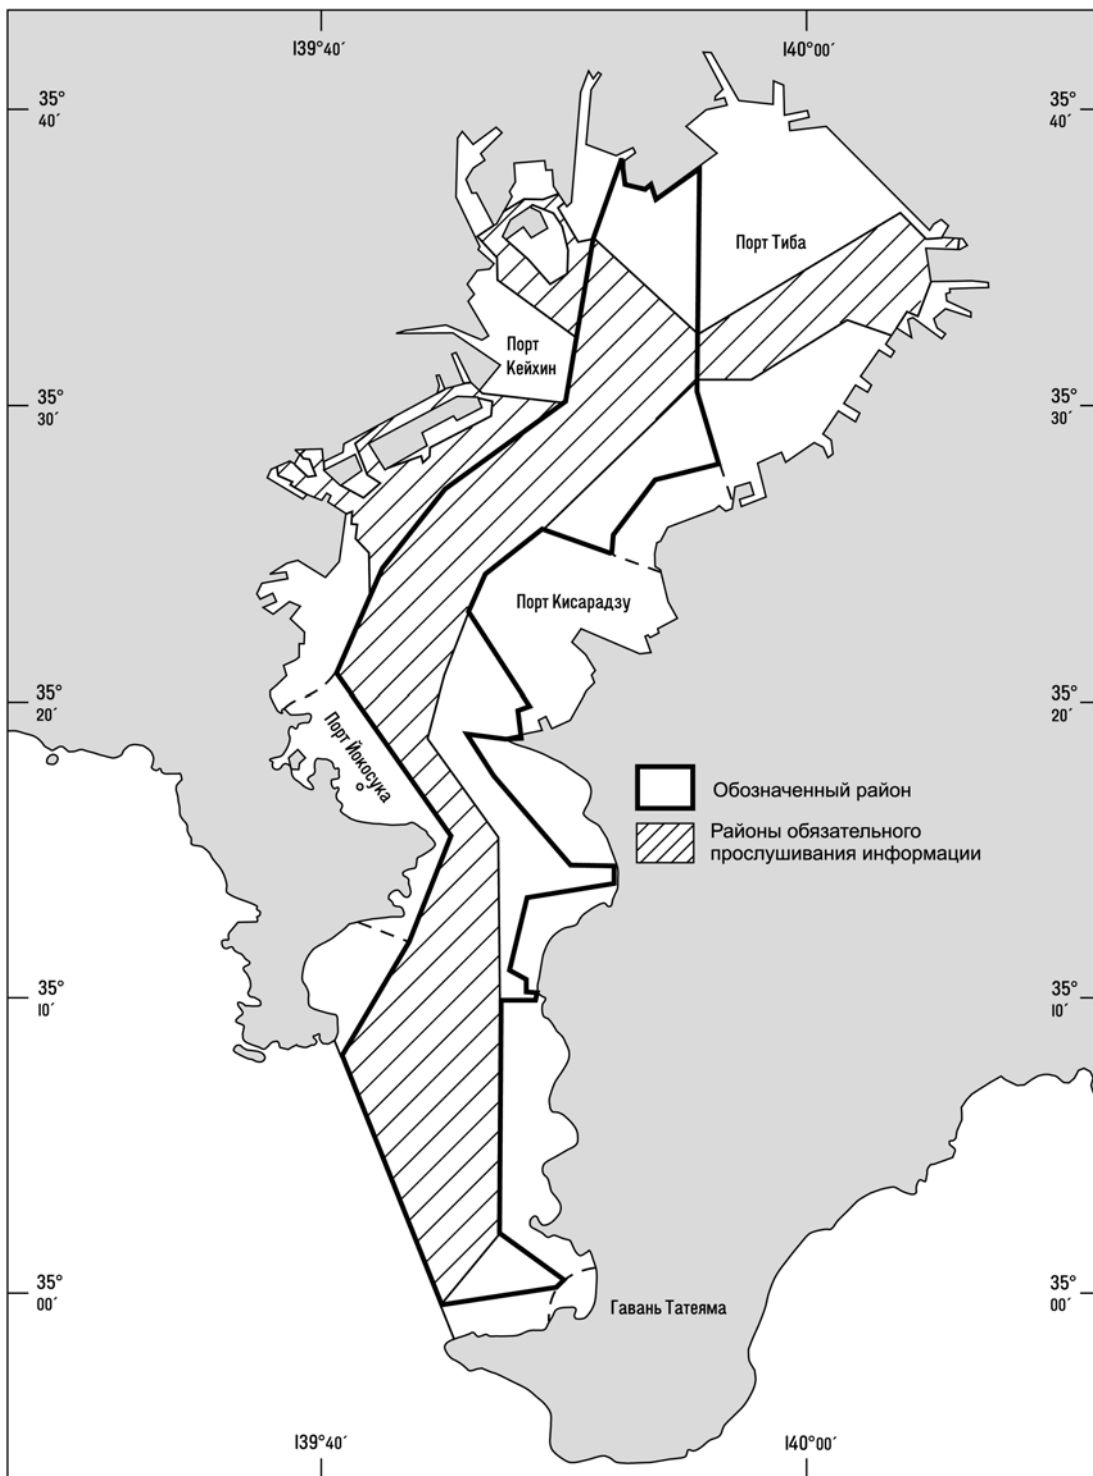 139°40´
140°00´
35°
40´
35°
40´
Порт Тиба
Порт
Кейхин
35°
30´
35°
30´
Порт Кисарадзу
35°
20´
35°
20´
Порт Йокосука
Обозначенный район
Районы обязательного
прослушивания информации
35°
10´
35°
10´
35°
00´
35°
00´
Гавань Татеяма
139°40´
140°00´